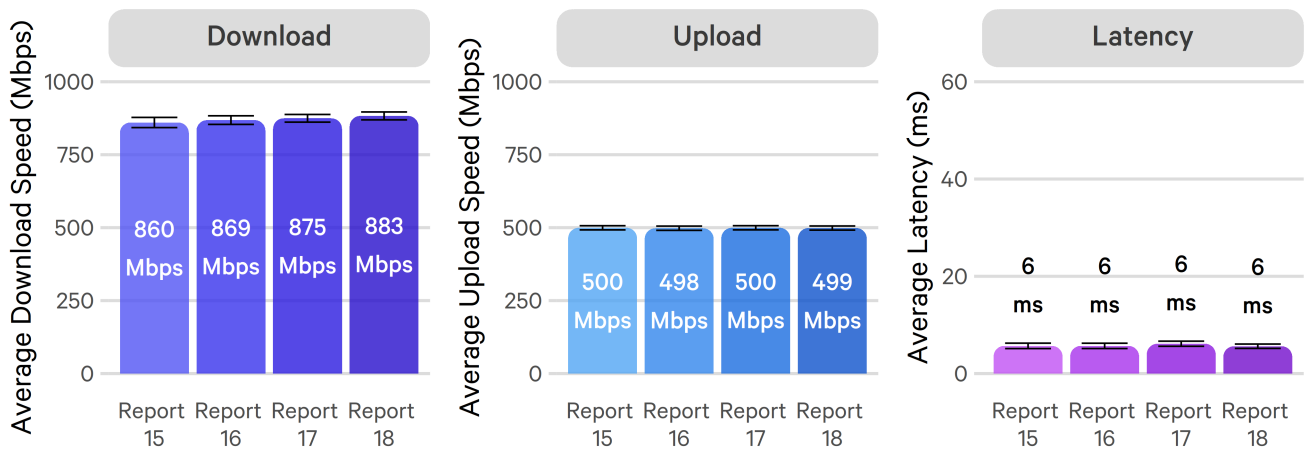 Download
Average Download Speed (Mbps)
1000
750
500
250
0
860
Mbps
869
Mbps
875
Mbps
883
Mbps
Report
15
Report
16
Report
17
Report
18
Upload
Average Upload Speed (Mbps)
1000
750
500
250
0
500
Mbps
498
Mbps
500
Mbps
499
Mbps
Report
15
Report
16
Report
17
Report
18
Latency
Average Latency (ms)
60
40
20
0
6
ms
6
ms
6
ms
6
ms
Report
15
Report
16
Report
17
Report
18